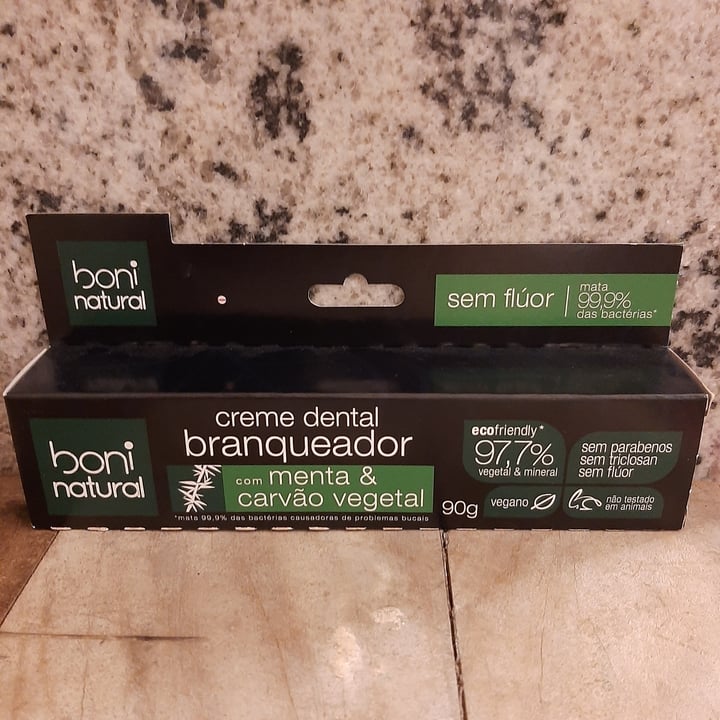 boni
natural
sem flúor
mata
99,9%
das bactérias*
boni
natural
creme dental
branqueador
com menta &
carvão vegetal
*mata 99,9% das bactérias causadoras de problemas bucais
90g
ecofriendly*
97,7%
vegetal & mineral
sem parabenos
sem triclosan
sem flúor
vegano
não testado
em animais